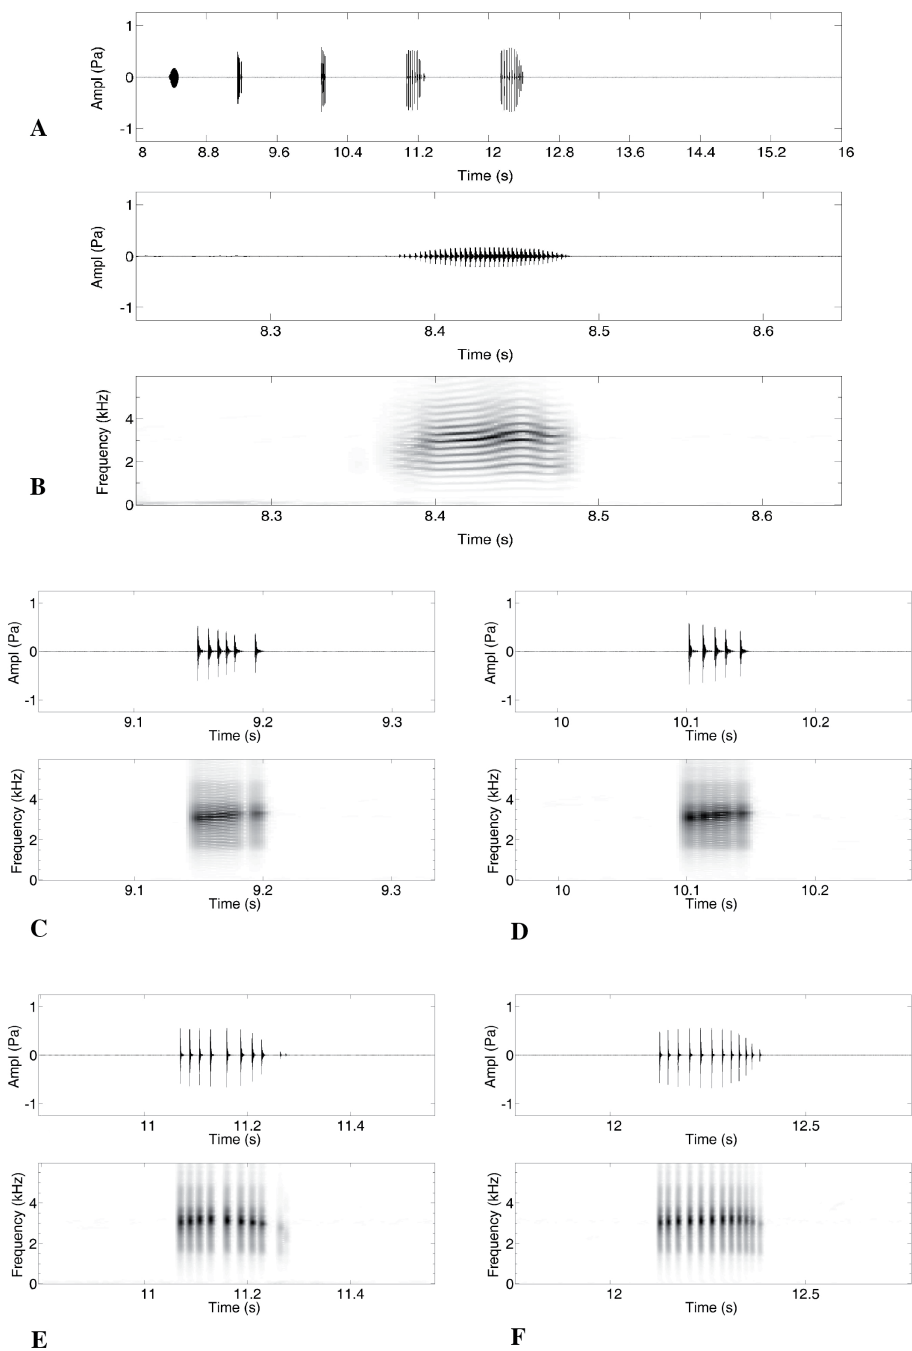 1
0
-1
Ampl (Pa)
A
8 8.8 9.6 10.4 11.2 12 12.8 13.6 14.4 15.2 16
Time (s)
1
0
-1
Ampl (Pa)
8.3 8.4 8.5 8.6
Time (s)
4
2
0
Frequency (kHz)
B
8.3 8.4 8.5 8.6
Time (s)
1
0
-1
Ampl (Pa)
9.1 9.2 9.3
Time (s)
4
2
0
Frequency (kHz)
9.1 9.2 9.3
Time (s)
C
1
0
-1
Ampl (Pa)
10 10.1 10.2
Time (s)
4
2
0
Frequency (kHz)
10 10.1 10.2
Time (s)
D
1
0
-1
Ampl (Pa)
11 11.2 11.4
Time (s)
4
2
0
Frequency (kHz)
11 11.2 11.4
Time (s)
E
1
0
-1
Ampl (Pa)
12 12.5
Time (s)
4
2
0
Frequency (kHz)
12 12.5
Time (s)
F